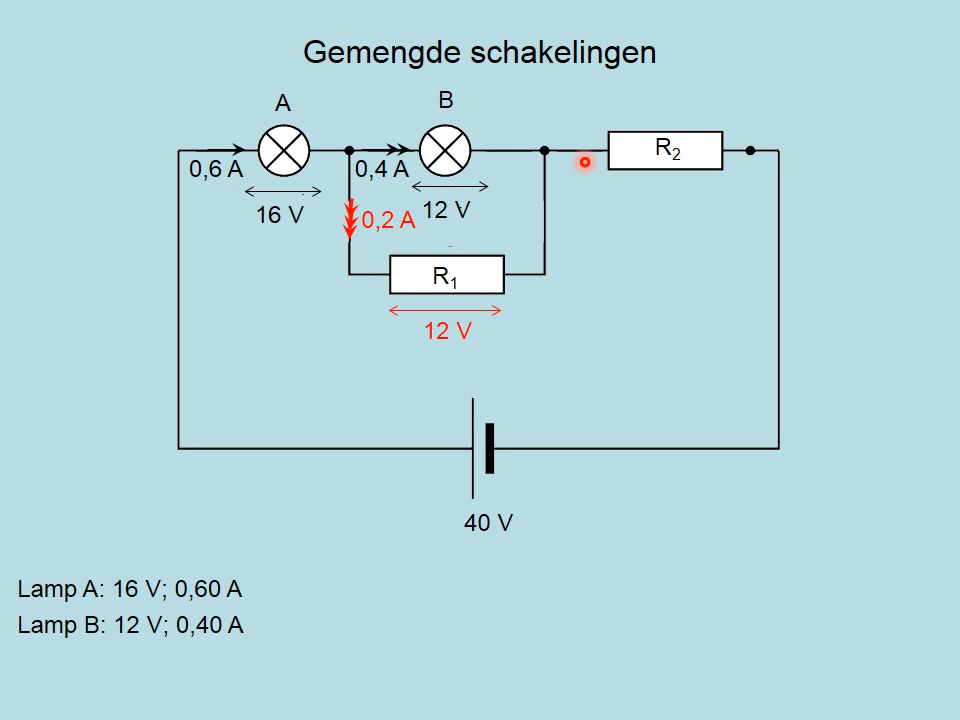 Gemengde schakelingen
A
B
R2
0,6 A
0,4 A
16 V
12 V
0,2 A
R1
12 V
40 V
Lamp A: 16 V; 0,60 A
Lamp B: 12 V; 0,40 A